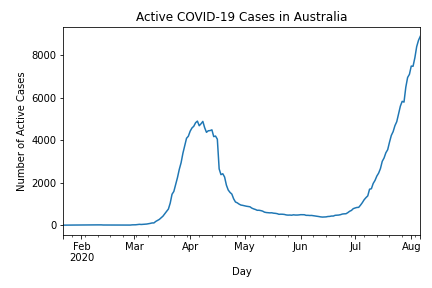 Active COVID-19 Cases in Australia
Number of Active Cases
8000
6000
4000
2000
0
Feb Mar Apr May Jun Jul Aug
2020
Day